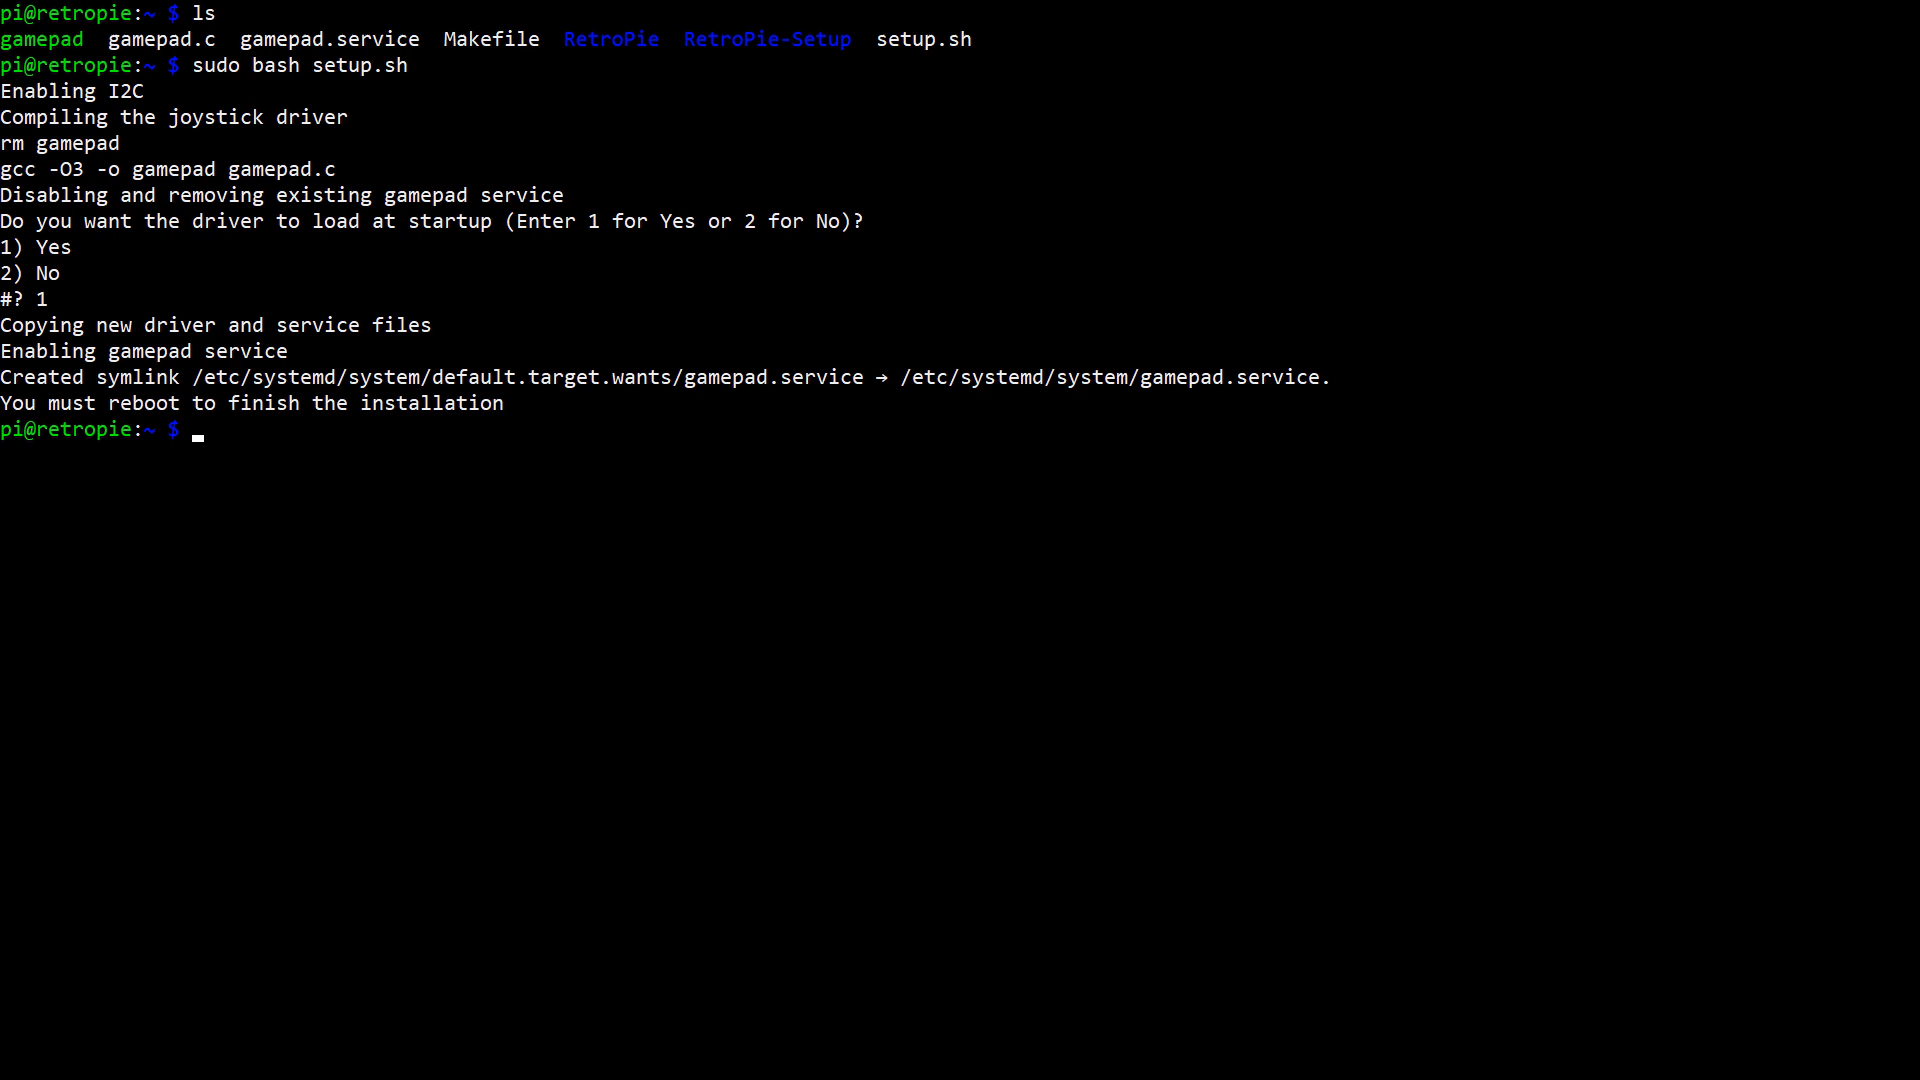 pi@retropie:~ $ ls
gamepad  gamepad.c  gamepad.service  Makefile  RetroPie  RetroPie-Setup  setup.sh
pi@retropie:~ $ sudo bash setup.sh
Enabling I2C
Compiling the joystick driver
rm gamepad
gcc -O3 -o gamepad gamepad.c
Disabling and removing existing gamepad service
Do you want the driver to load at startup (Enter 1 for Yes or 2 for No)?
1) Yes
2) No
#? 1
Copying new driver and service files
Enabling gamepad service
Created symlink /etc/systemd/system/default.target.wants/gamepad.service → /etc/systemd/system/gamepad.service.
You must reboot to finish the installation
pi@retropie:~ $